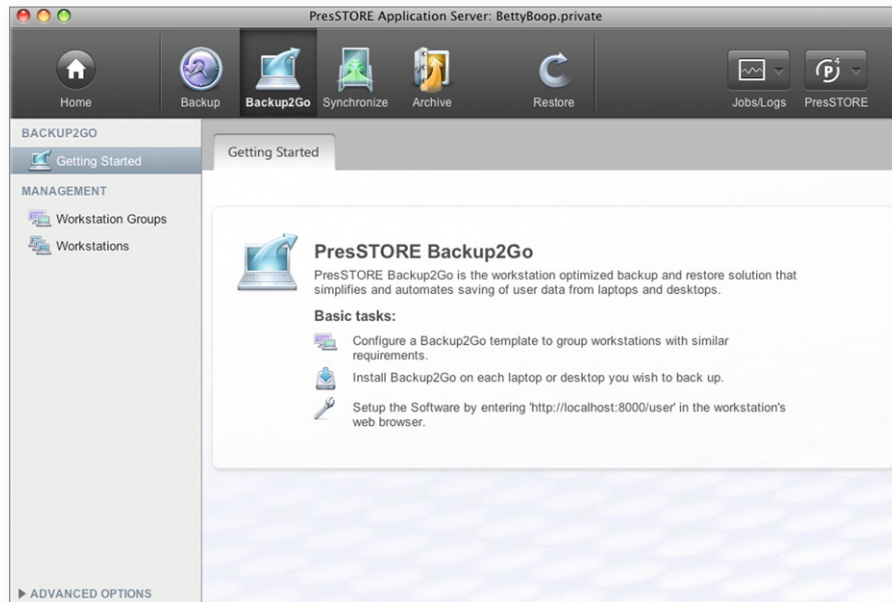 PresSTORE Application Server: BettyBoop.private
Home
Backup
Backup2Go
Synchronize
Archive
Restore
Jobs/Logs
P4
PresSTORE
BACKUP2GO
Getting Started
MANAGEMENT
Workstation Groups
Workstations
ADVANCED OPTIONS
Getting Started
PresSTORE Backup2Go
PresSTORE Backup2Go is the workstation optimized backup and restore solution that
simplifies and automates saving of user data from laptops and desktops.
Basic tasks:
Configure a Backup2Go template to group workstations with similar
requirements.
Install Backup2Go on each laptop or desktop you wish to back up.
Setup the Software by entering 'http://localhost:8000/user' in the workstation's
web browser.